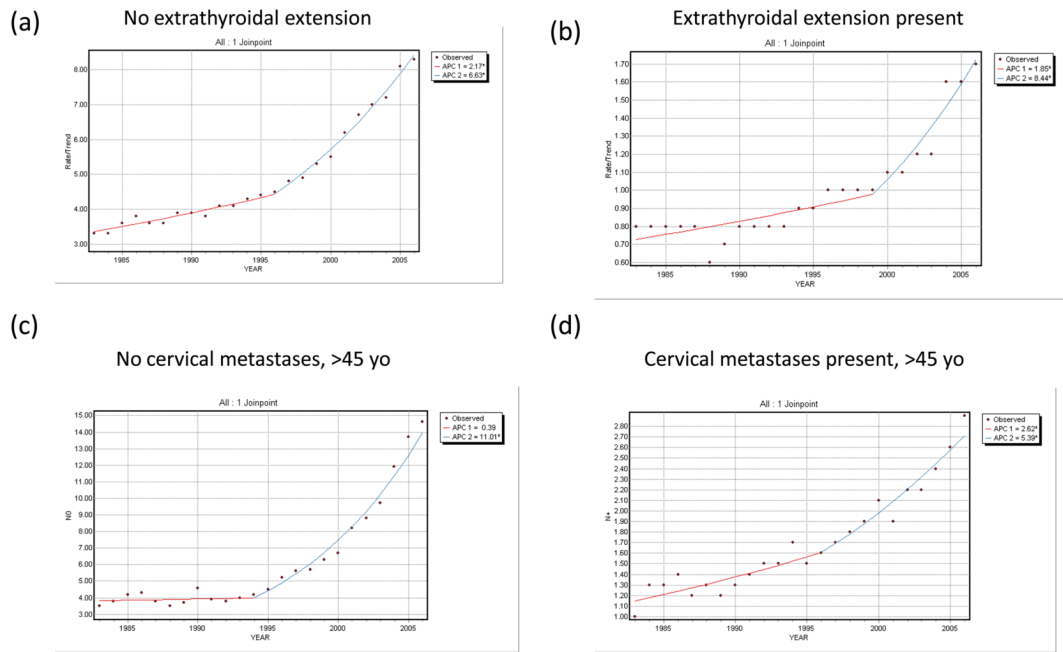 (a)
No extrathyroidal extension
All : 1 Joinpoint
Observed
APC 1 = 2.17*
APC 2 = 6.63*
Rate/Trend
8.00
7.00
6.00
5.00
4.00
3.00
1985 1990 1995 2000 2005
YEAR
(b)
Extrathyroidal extension present
All : 1 Joinpoint
Observed
APC 1 = 1.85*
APC 2 = 8.44*
Rate/Trend
1.70
1.60
1.50
1.40
1.30
1.20
1.10
1.00
0.90
0.80
0.70
0.60
1985 1990 1995 2000 2005
YEAR
(c)
No cervical metastases, >45 yo
All : 1 Joinpoint
Observed
APC 1 = 0.39
APC 2 = 11.01*
N0
15.00
14.00
13.00
12.00
11.00
10.00
9.00
8.00
7.00
6.00
5.00
4.00
3.00
1985 1990 1995 2000 2005
YEAR
(d)
Cervical metastases present, >45 yo
All : 1 Joinpoint
Observed
APC 1 = 2.62*
APC 2 = 5.39*
N+
2.80
2.70
2.60
2.50
2.40
2.30
2.20
2.10
2.00
1.90
1.80
1.70
1.60
1.50
1.40
1.30
1.20
1.10
1.00
1985 1990 1995 2000 2005
YEAR